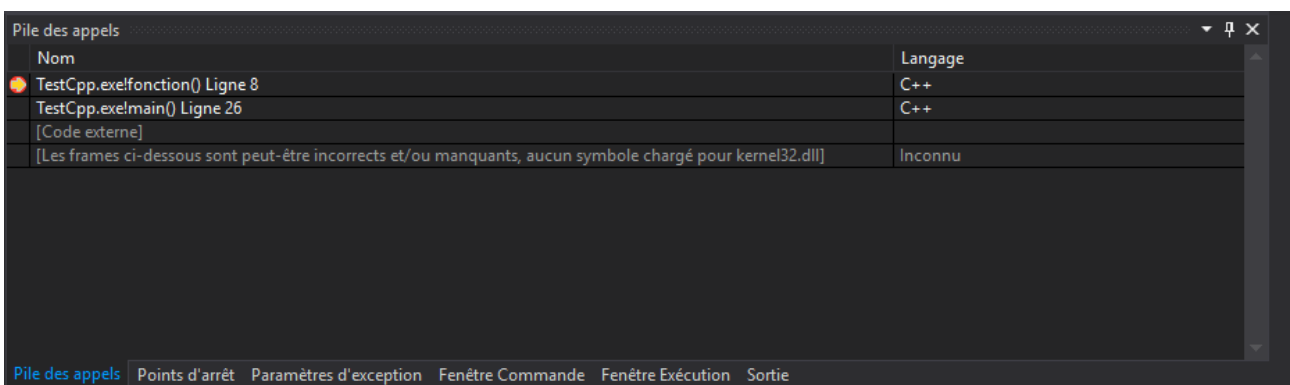 Pile des appels
Nom Langage
TestCpp.exe!fonction() Ligne 8 C++
TestCpp.exe!main() Ligne 26 C++
[Code externe]
[Les frames ci-dessous sont peut-être incorrects et/ou manquants, aucun symbole chargé pour kernel32.dll] Inconnu
Pile des appels Points d'arrêt Paramètres d'exception Fenêtre Commande Fenêtre Exécution Sortie